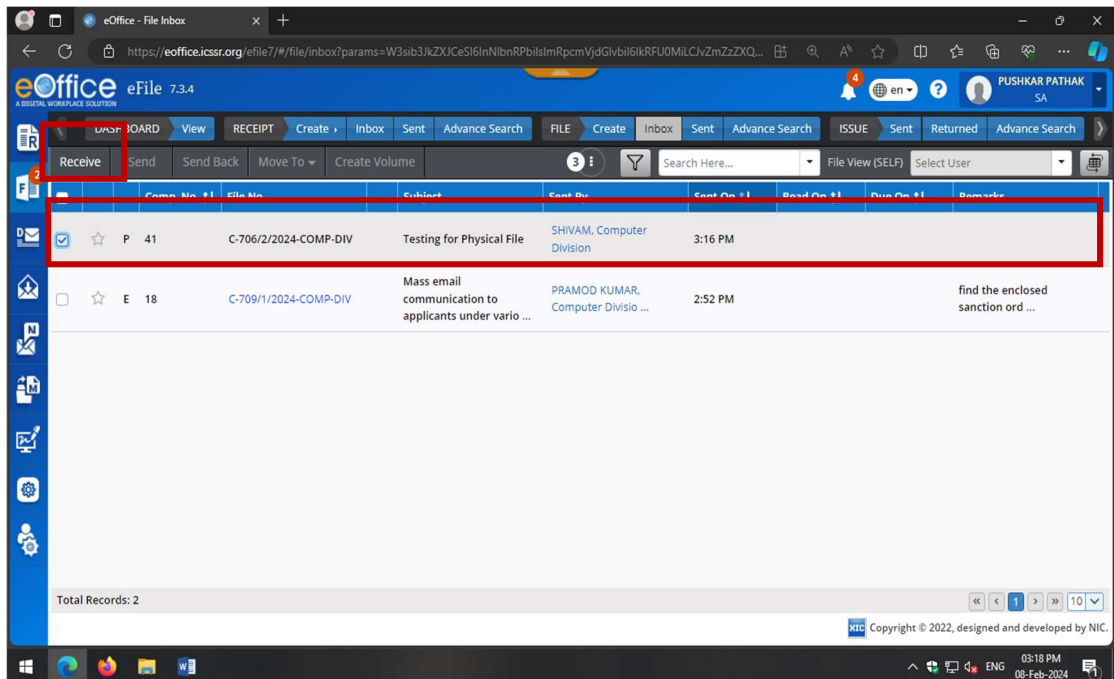 eOffice - File Inbox
https://eoffice.icssr.org/efile7/#/file/inbox?params=W3sib3JkZXJCeSI6InNlbnRPbiIsImRpcmVjdGlvbiI6IkRFU0MiLCJvZmZzZXQ...
eOffice
A DIGITAL WORKPLACE SOLUTION
eFile 7.3.4
4
en
?
PUSHKAR PATHAK
SA
DASHBOARD View RECEIPT Create Inbox Sent Advance Search FILE Create Inbox Sent Advance Search ISSUE Sent Returned Advance Search
Receive Send Send Back Move To Create Volume 3 Search Here... File View (SELF) Select User
2
Comp. No. File No. Subject Sent By Sent On Read On Due On Remarks
P 41 C-706/2/2024-COMP-DIV Testing for Physical File SHIVAM, Computer Division 3:16 PM
E 18 C-709/1/2024-COMP-DIV Mass email communication to applicants under vario ... PRAMOD KUMAR, Computer Divisio ... 2:52 PM find the enclosed sanction ord ...
Total Records: 2
« ‹ 1 › » 10
NIC Copyright © 2022, designed and developed by NIC.
ENG
03:18 PM
08-Feb-2024
1